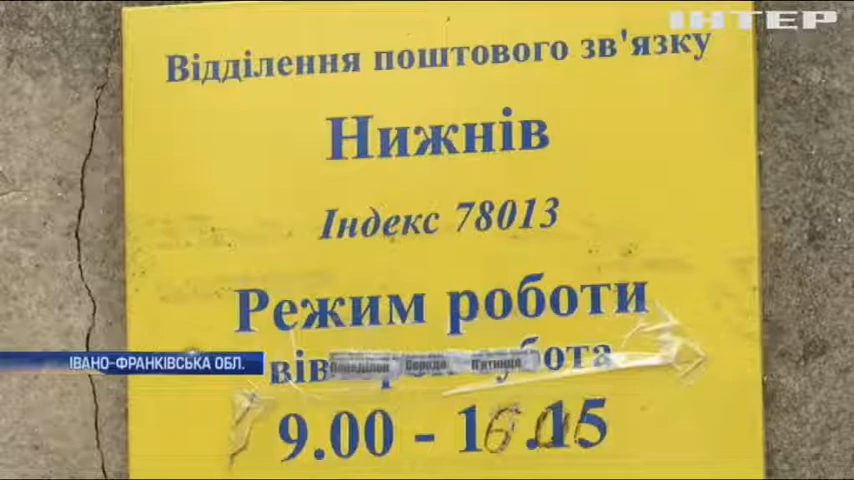 ІНТЕР
Відділення поштового зв'язку
Нижнів
Індекс 78013
Режим роботи
Понеділок Середа П'ятниця
ІВАНО-ФРАНКІВСЬКА ОБЛ.
9.00 -